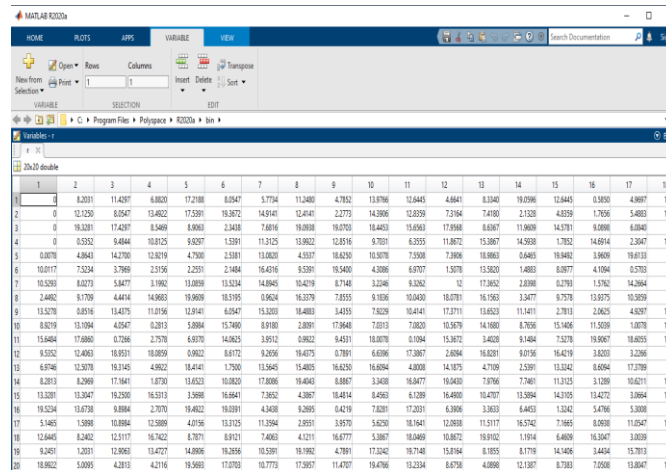 MATLAB R2020a
HOME PLOTS APPS VARIABLE VIEW Search Documentation
New from Selection Open Print Rows 1 Columns 1 Insert Delete Transpose Sort
VARIABLE SELECTION EDIT
C: Program Files Polyspace R2020a bin
Variables - r
r
20x20 double
1 2 3 4 5 6 7 8 9 10 11 12 13 14 15 16 17
1 0 8.2031 11.4297 6.8820 17.2188 8.0547 5.7734 11.2480 4.7852 13.9766 12.6445 4.6641 8.3340 19.0596 12.6445 0.5850 4.9697
2 0 12.1250 8.0547 13.4922 17.5391 19.3672 14.9141 12.4141 2.2773 14.3906 12.8359 7.3164 7.4180 2.1328 4.8359 1.7656 5.4883
3 0 19.3281 17.4297 8.5469 8.9063 2.3438 7.6816 19.0938 19.0703 18.4453 15.6563 17.9568 8.6367 11.9609 14.5781 9.0898 6.0840
4 0 0.5352 9.4844 10.8125 9.9297 1.5391 11.3125 13.9922 12.8516 9.7031 6.3555 11.8672 15.3867 14.5938 1.7852 14.6914 2.3047
5 0.0078 4.8643 14.2700 12.9219 4.7500 2.5381 13.0820 4.5537 18.6250 10.5078 7.5508 7.3906 18.9863 0.6465 19.9492 3.9609 19.6133
6 10.0117 7.5234 3.7969 2.5156 2.2551 2.1484 16.4316 9.5391 19.5400 4.3086 6.9707 1.5078 13.5820 1.4883 8.0977 4.1094 0.5703
7 10.5293 8.0273 5.8477 3.1992 13.0859 13.5234 14.8945 10.4219 8.7148 3.2246 9.3262 12 17.3652 2.8398 0.2793 1.5762 14.2664
8 2.4492 9.1709 4.4414 14.9683 19.9609 18.5195 0.9624 16.3379 7.8555 9.1836 10.0430 18.0781 16.1563 3.3477 9.7578 13.9375 10.5859
9 13.5278 0.8516 13.4375 11.0156 12.9141 6.0547 15.3203 18.4883 3.4355 7.9229 10.4141 17.3711 13.6523 11.1411 2.7813 2.0625 4.9297
10 8.9219 13.1094 4.0547 0.2813 5.8984 15.7490 8.9180 2.8091 17.9648 7.0313 7.0820 10.5679 14.1680 8.7656 15.1406 11.5039 1.0078
11 15.6484 17.6860 0.7266 2.7578 6.9370 14.0625 3.9512 0.9922 9.4531 18.0078 0.1094 15.3672 3.4028 9.1484 7.5278 19.9067 18.6055
12 9.5352 12.4063 18.9531 18.0859 0.9922 8.6172 9.2656 19.4375 0.7891 6.6396 17.3867 2.6094 16.8281 9.0156 16.4219 3.8203 3.2266
13 6.9746 12.5078 19.3145 4.9922 18.4141 1.7500 13.5645 15.4805 16.6250 16.6094 4.8008 14.1875 4.7109 2.5391 13.3242 8.6094 17.3789
14 8.2813 8.2969 17.1641 1.8730 13.6523 10.0820 17.8086 19.4043 8.8867 3.3438 16.8477 19.0430 7.9766 7.7461 11.3125 3.1289 10.6211
15 13.3281 13.3047 19.2500 16.5313 3.5698 16.6641 7.3652 4.3867 18.4814 8.4563 6.1289 16.4900 10.4707 13.5894 14.3105 13.4272 3.0664
16 19.5234 13.6738 9.8984 2.7070 19.4922 19.0391 4.3438 9.2695 0.4219 7.8281 17.2031 6.3906 3.3633 6.4453 1.3242 5.4766 5.3008
17 5.1465 1.5898 10.8984 12.5889 4.0156 13.3125 11.3594 2.9551 3.9570 5.6250 18.1641 12.0938 11.5117 16.5742 7.1665 8.0938 11.0547
18 12.6445 8.2402 12.5117 16.7422 8.7871 8.9121 7.4063 4.1211 16.6777 5.3867 18.0469 10.8672 19.9102 1.1914 6.4609 16.3047 3.0039
19 9.2451 1.2031 12.9063 13.4727 14.8906 19.2656 10.5391 19.1992 4.7891 17.3242 19.7148 15.8164 8.1855 8.1719 14.1406 3.4434 15.7813
20 18.9922 5.0095 4.2813 4.2116 19.5693 17.0703 10.7773 17.5957 11.4707 19.4766 13.2334 8.6758 4.0898 12.1387 8.7585 7.0508 13.8047